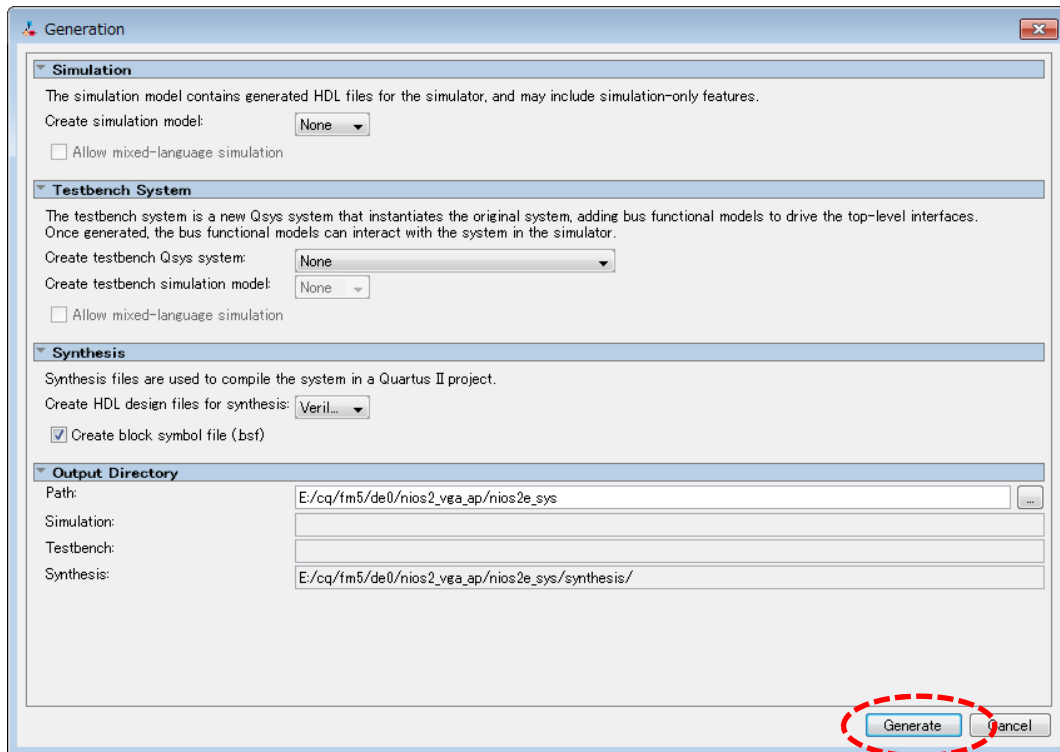 Generation
Simulation
The simulation model contains generated HDL files for the simulator, and may include simulation-only features.
Create simulation model: None
Allow mixed-language simulation
Testbench System
The testbench system is a new Qsys system that instantiates the original system, adding bus functional models to drive the top-level interfaces.
Once generated, the bus functional models can interact with the system in the simulator.
Create testbench Qsys system: None
Create testbench simulation model: None
Allow mixed-language simulation
Synthesis
Synthesis files are used to compile the system in a Quartus II project.
Create HDL design files for synthesis: Veril...
Create block symbol file (.bsf)
Output Directory
Path: E:/cq/fm5/de0/nios2_vga_ap/nios2e_sys ...
Simulation:
Testbench:
Synthesis: E:/cq/fm5/de0/nios2_vga_ap/nios2e_sys/synthesis/
Generate Cancel